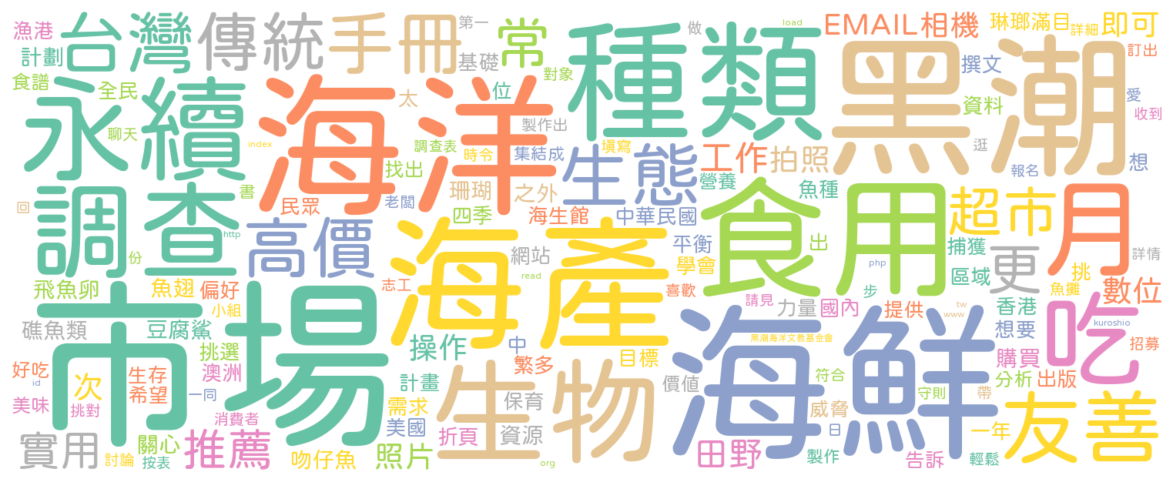 漁港
台灣
傳統
手冊
第一
常
做
load
EMAIL
相機
琳瑯滿目
詳細
即可
計劃
基礎
對象
種類
黑潮
撰文
訂出
食譜
永續
全民
海洋
太
位
愛
資料
收到
聊天
調查表
製作出
index
時令
集結成
填寫
生態
工作
拍照
逛
報名
想
找出
珊瑚
之外
營養
魚種
調查
書
老闆
民眾
回
高價
四季
海生館
中華民國
食用
超市
月
http
份
海產
網站
平衡
出
捕獲
更
詳情
read
學會
php
區域
挑
魚攤
飛魚卵
魚翅
偏好
志工
喜歡
請見
步
數位
小組
力量
國內
提供
香港
tw
www
市場
礁魚類
豆腐鯊
操作
中
繁多
目標
黑潮海洋文教基金會
海鮮
想要
吃
kuroshio
招募
挑選
好吃
id
次
生存
希望
澳洲
一同
計畫
生物
價值
符合
購買
分析
出版
守則
帶
美味
挑對
消費者
需求
美國
保育
威脅
友善
實用
關心
推薦
折頁
資源
日
一年
討論
按表
吻仔魚
照片
org
田野
製作
告訴
輕鬆